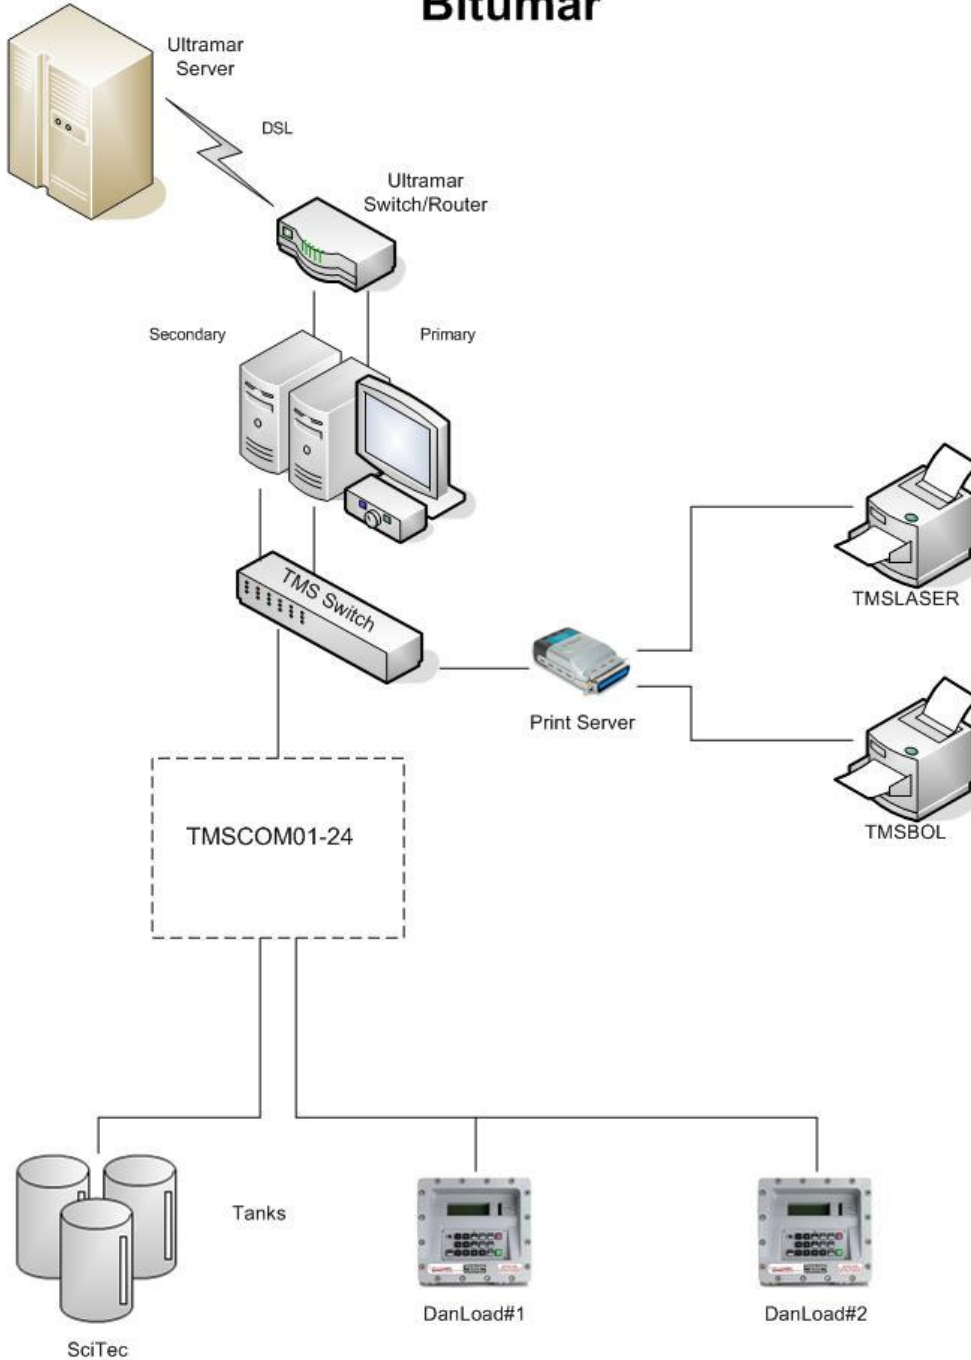 Bitumar
Ultramar
Server
DSL
Ultramar
Switch/Router
Secondary
Primary
TMS Switch
TMSLASER
Print Server
TMSBOL
TMSCOM01-24
Tanks
SciTec
DanLoad#1
DanLoad#2